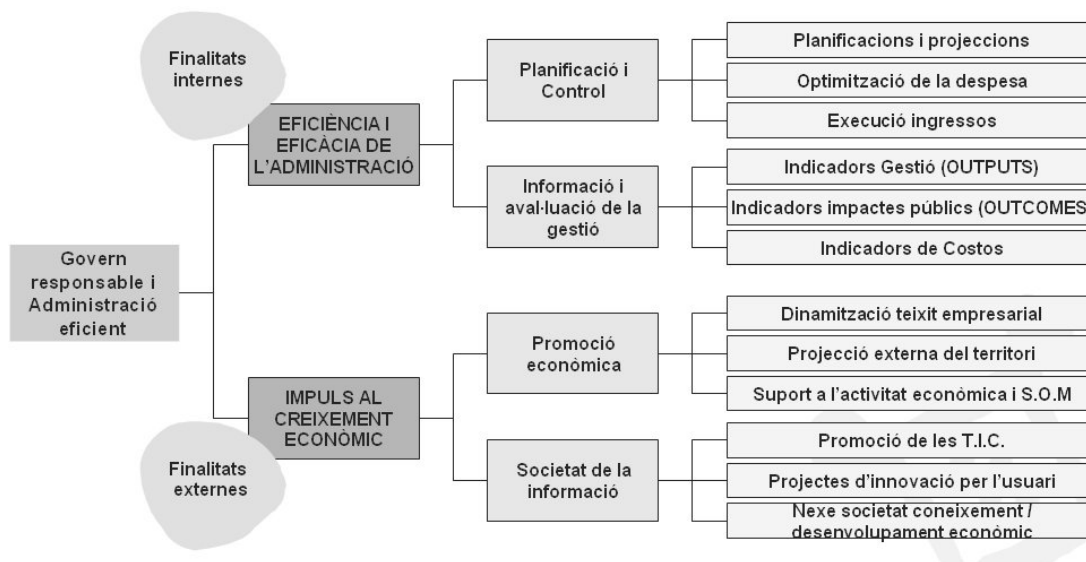 Finalitats
internes
Planificació i
Control
Planificacions i projeccions
Optimització de la despesa
Execució ingressos
EFICIÈNCIA I
EFICÀCIA DE
L'ADMINISTRACIÓ
Informació i
aval·luació de la
gestió
Indicadors Gestió (OUTPUTS)
Indicadors impactes públics (OUTCOMES
Indicadors de Costos
Govern
responsable i
Administració
eficient
Promoció
econòmica
Dinamització teixit empresarial
Projecció externa del territori
Suport a l'activitat econòmica i S.O.M
IMPULS AL
CREIXEMENT
ECONÒMIC
Finalitats
externes
Societat de la
informació
Promoció de les T.I.C.
Projectes d'innovació per l'usuari
Nexe societat coneixement /
desenvolupament econòmic